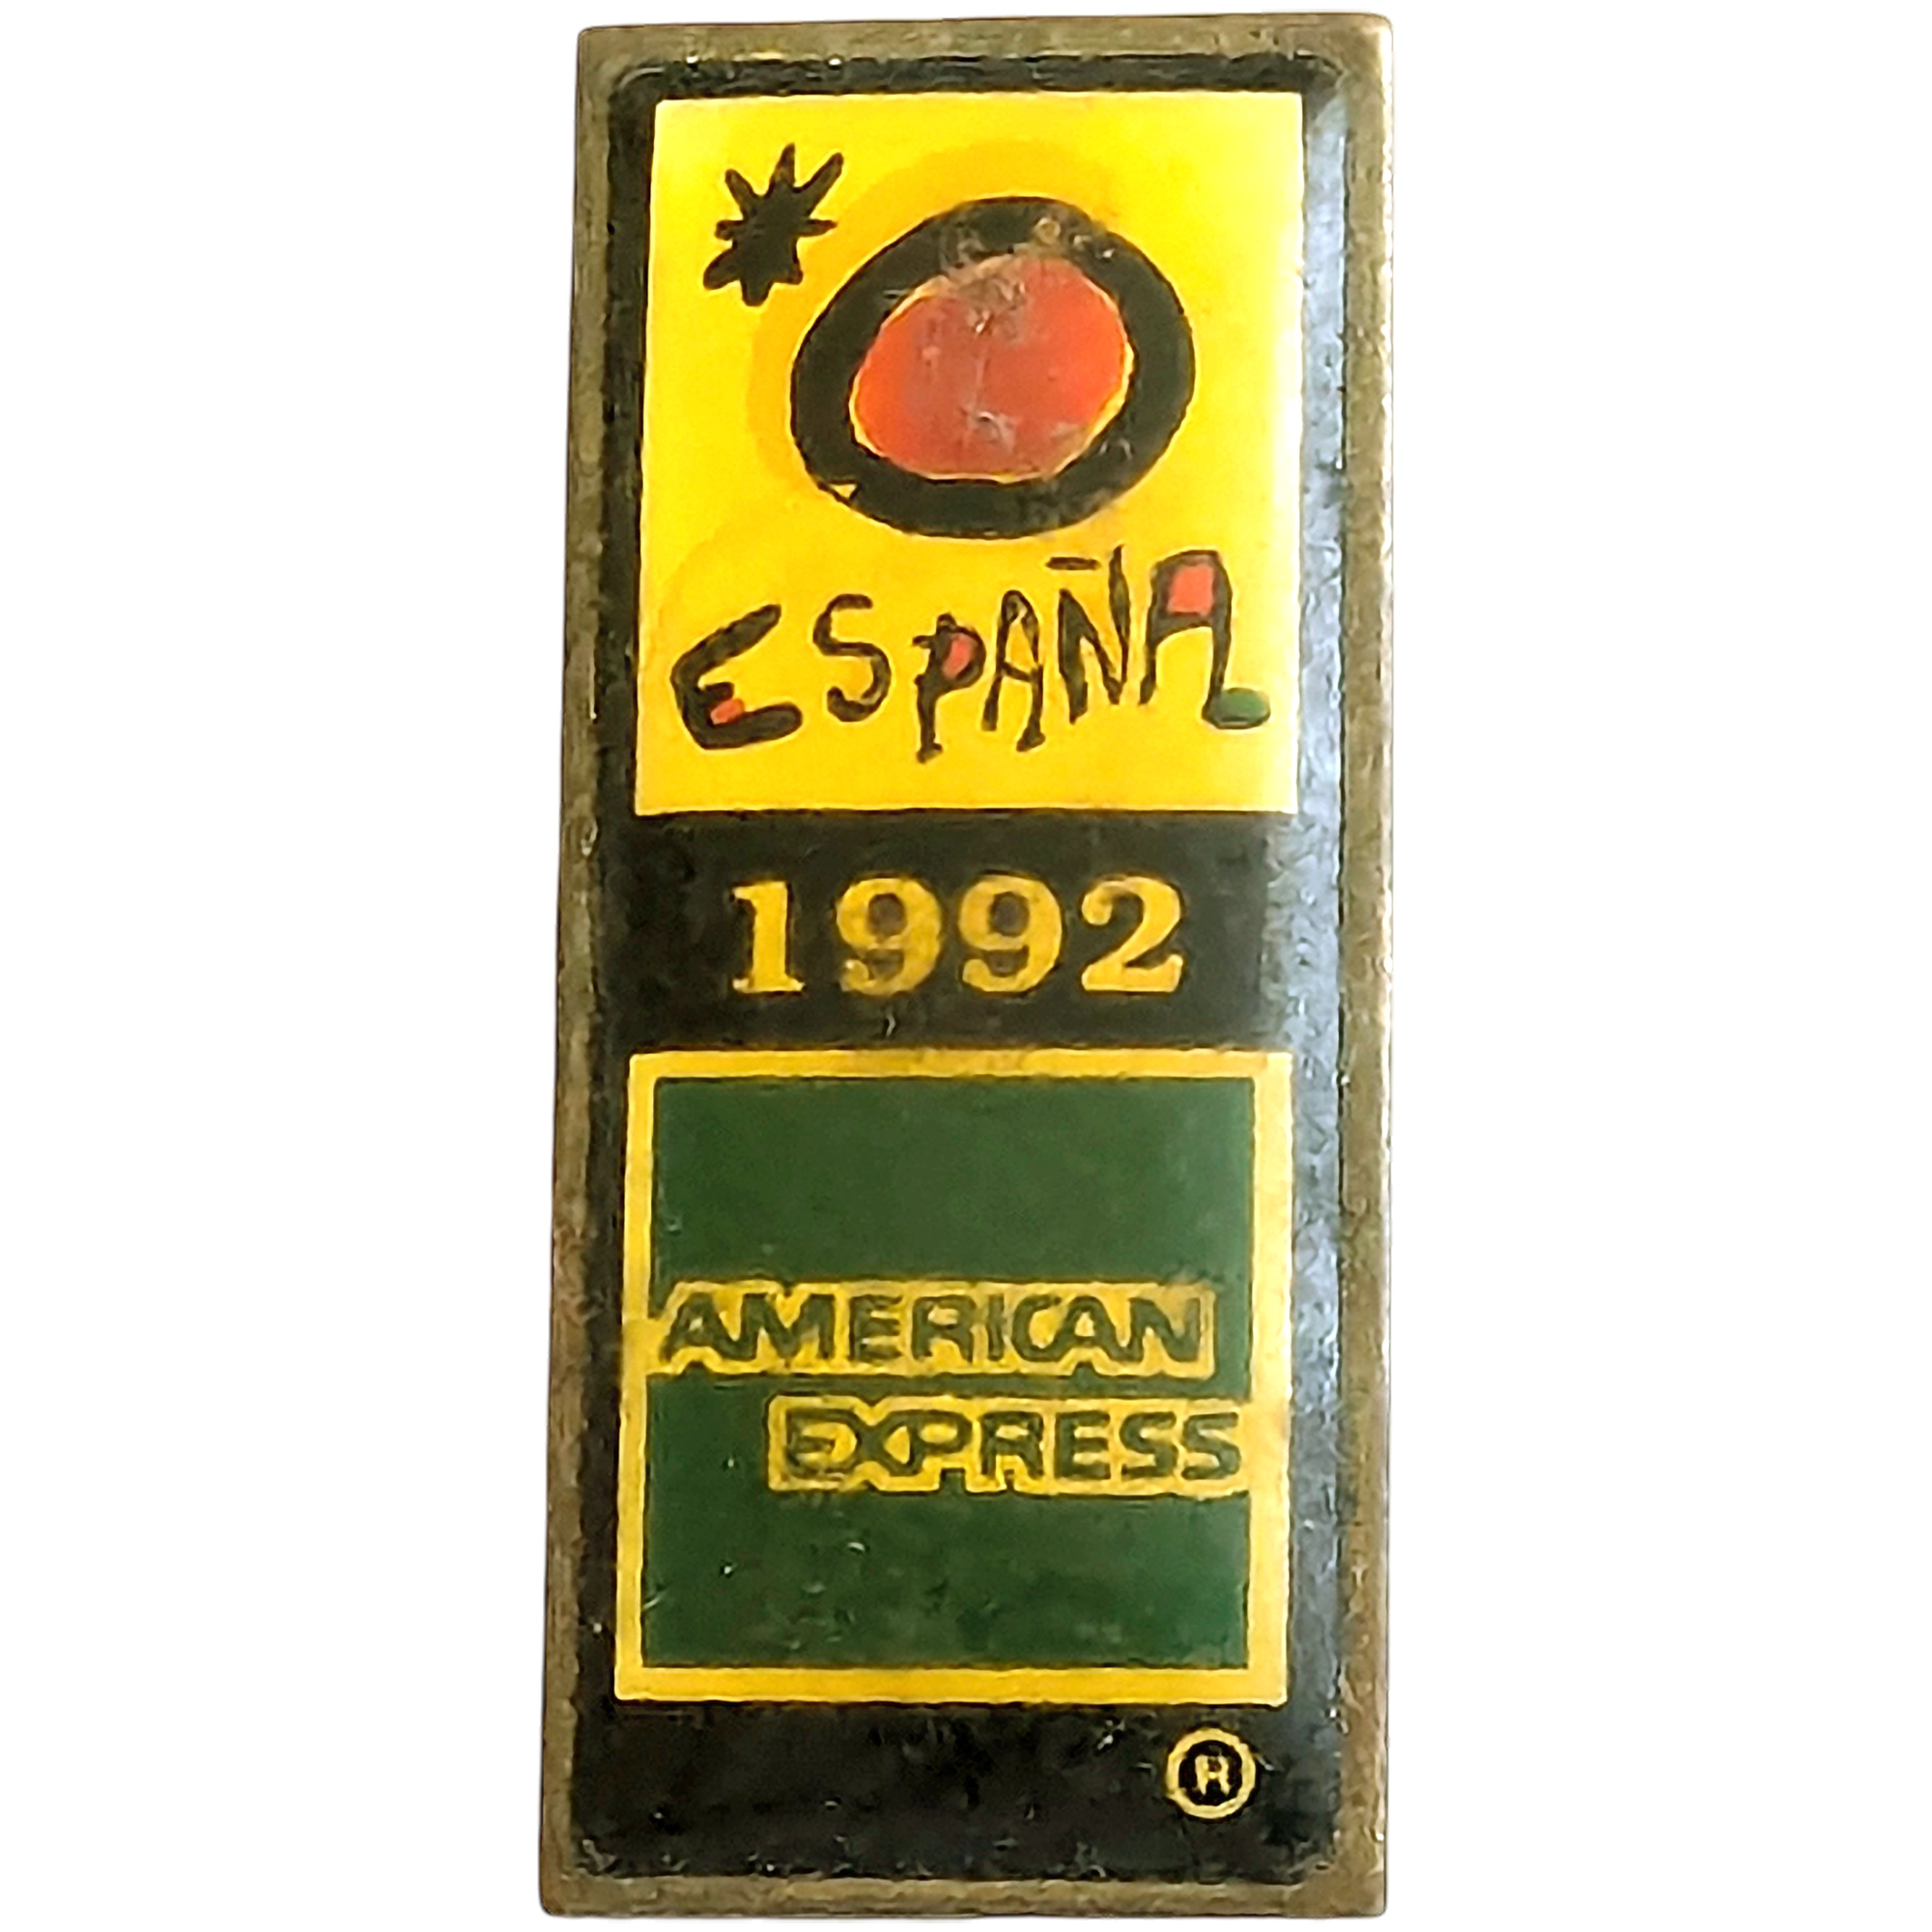 ESPAÑA
1992
AMERICAN
EXPRESS
®